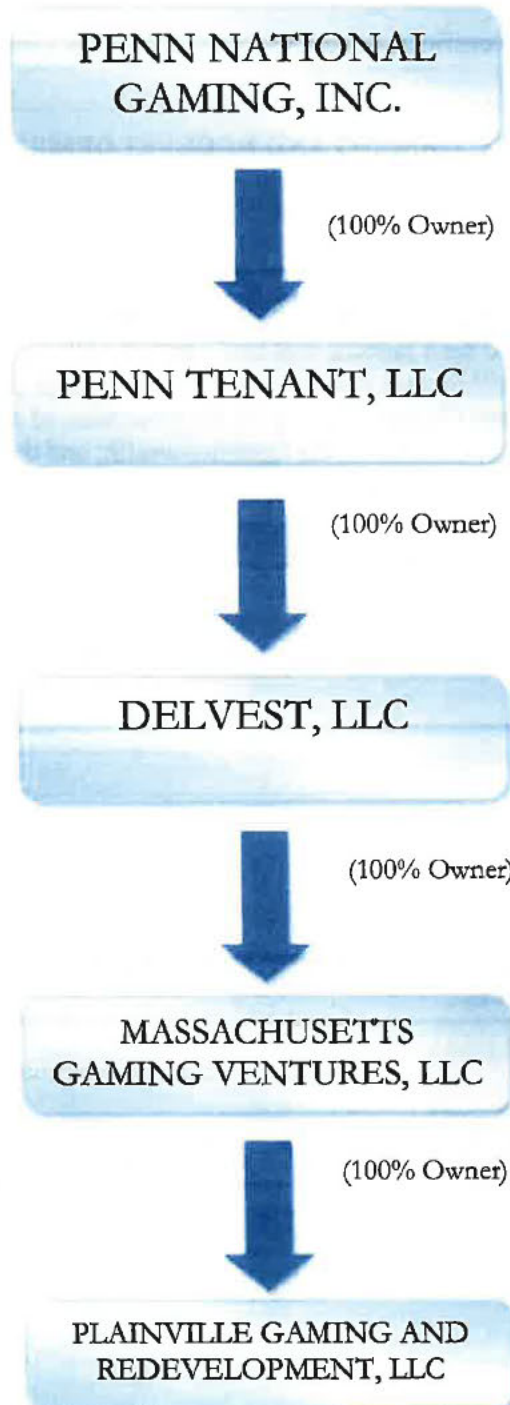 PENN NATIONAL
GAMING, INC.
(100% Owner)
PENN TENANT, LLC
(100% Owner)
DELVEST, LLC
(100% Owner)
MASSACHUSETTS
GAMING VENTURES, LLC
(100% Owner)
PLAINVILLE GAMING AND
REDEVELOPMENT, LLC